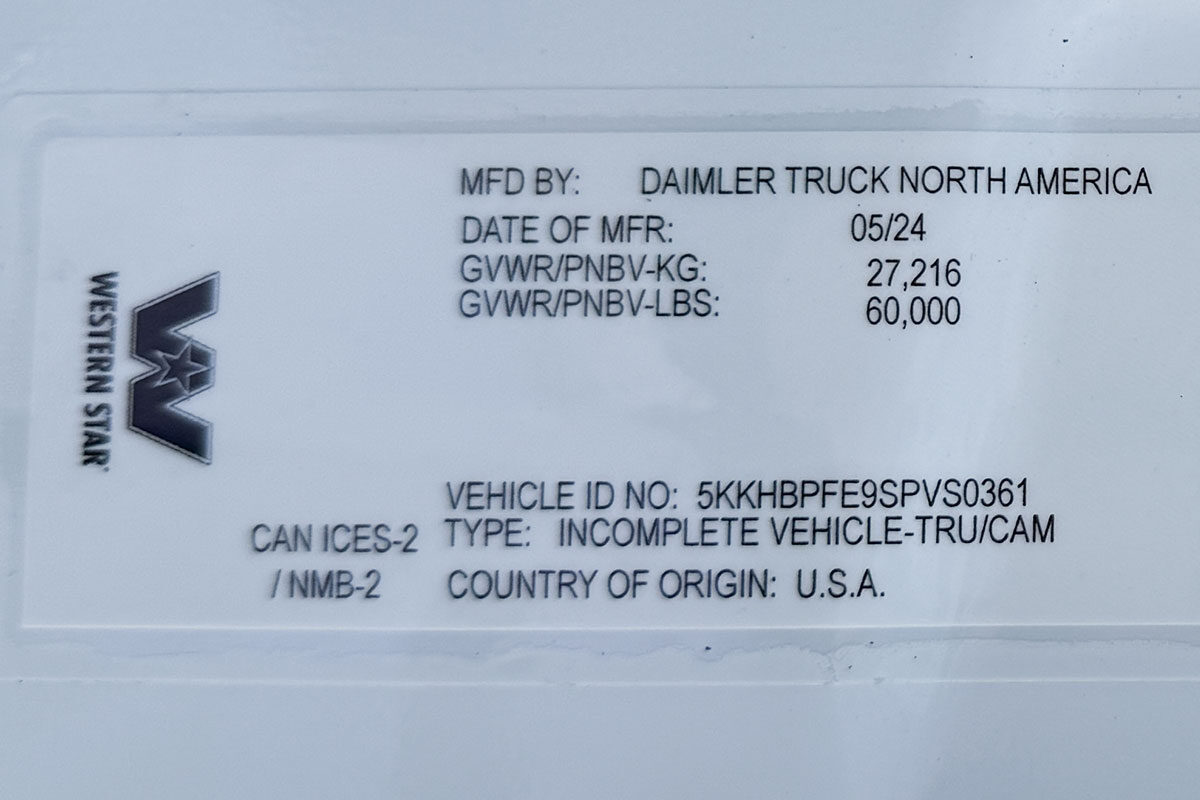 MFD BY: DAIMLER TRUCK NORTH AMERICA
DATE OF MFR: 05/24
GVWR/PNBV-KG: 27,216
GVWR/PNBV-LBS: 60,000
WESTERN STAR
VEHICLE ID NO: 5KKHBPFE9SPVS0361
CAN ICES-2
/ NMB-2
TYPE: INCOMPLETE VEHICLE-TRU/CAM
COUNTRY OF ORIGIN: U.S.A.